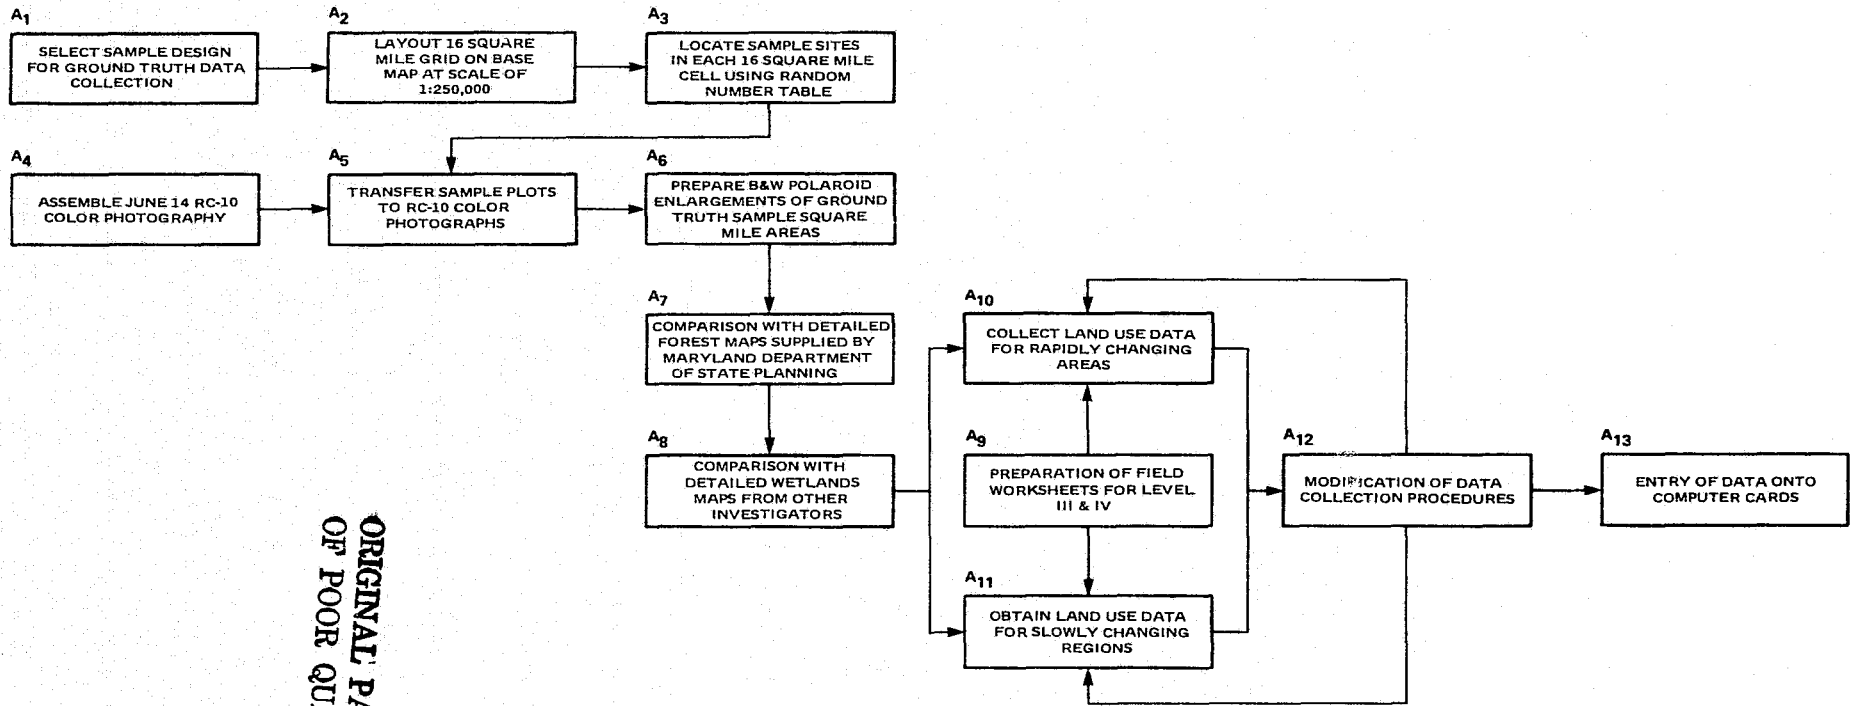 A1
SELECT SAMPLE DESIGN
FOR GROUND TRUTH DATA
COLLECTION
A2
LAYOUT 16 SQUARE
MILE GRID ON BASE
MAP AT SCALE OF
1:250,000
A3
LOCATE SAMPLE SITES
IN EACH 16 SQUARE MILE
CELL USING RANDOM
NUMBER TABLE
A4
ASSEMBLE JUNE 14 RC-10
COLOR PHOTOGRAPHY
A5
TRANSFER SAMPLE PLOTS
TO RC-10 COLOR
PHOTOGRAPHS
A6
PREPARE B&W POLAROID
ENLARGEMENTS OF GROUND
TRUTH SAMPLE SQUARE
MILE AREAS
A7
COMPARISON WITH DETAILED
FOREST MAPS SUPPLIED BY
MARYLAND DEPARTMENT
OF STATE PLANNING
A8
COMPARISON WITH
DETAILED WETLANDS
MAPS FROM OTHER
INVESTIGATORS
A10
COLLECT LAND USE DATA
FOR RAPIDLY CHANGING
AREAS
A9
PREPARATION OF FIELD
WORKSHEETS FOR LEVEL
III & IV
A11
OBTAIN LAND USE DATA
FOR SLOWLY CHANGING
REGIONS
A12
MODIFICATION OF DATA
COLLECTION PROCEDURES
A13
ENTRY OF DATA ONTO
COMPUTER CARDS
ORIGINAL PA
OF POOR QU